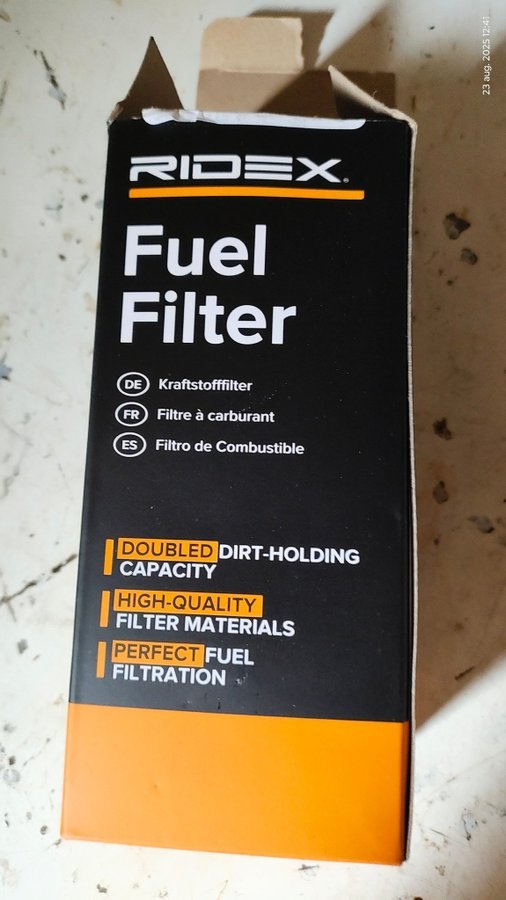 23 aug. 2025 12:41
RIDEX
Fuel
Filter
DE Kraftstofffilter
FR Filtre à carburant
ES Filtro de Combustible
DOUBLED DIRT-HOLDING
CAPACITY
HIGH-QUALITY
FILTER MATERIALS
PERFECT FUEL
FILTRATION